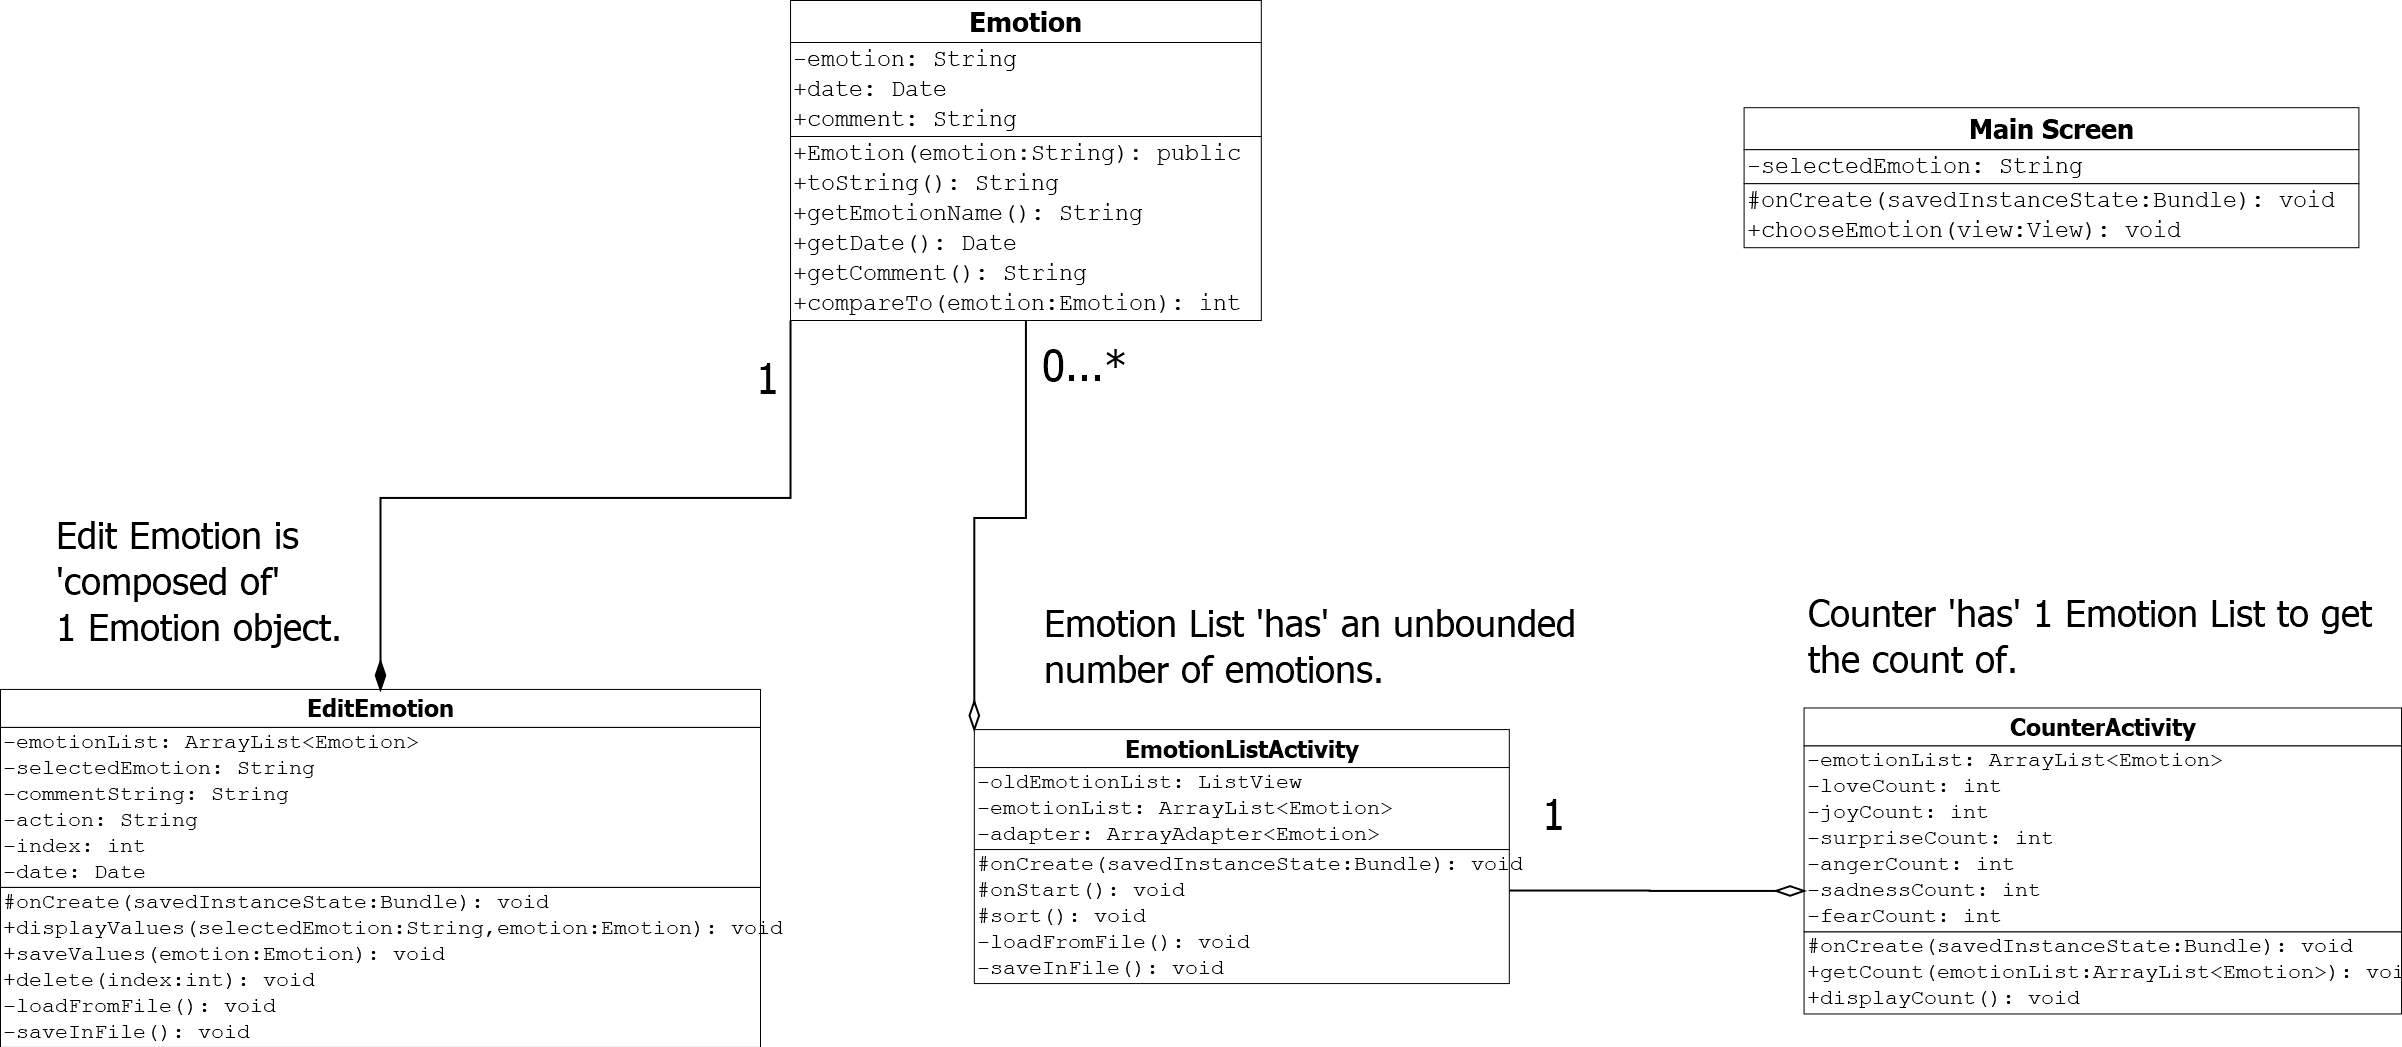 Emotion
-emotion: String
+date: Date
+comment: String
+Emotion(emotion:String): public
+toString(): String
+getEmotionName(): String
+getDate(): Date
+getComment(): String
+compareTo(emotion:Emotion): int
Main Screen
-selectedEmotion: String
#onCreate(savedInstanceState:Bundle): void
+chooseEmotion(view:View): void
1
0...*
Edit Emotion is
'composed of'
1 Emotion object.
Emotion List 'has' an unbounded
number of emotions.
Counter 'has' 1 Emotion List to get
the count of.
EditEmotion
-emotionList: ArrayList<Emotion>
-selectedEmotion: String
-commentString: String
-action: String
-index: int
-date: Date
#onCreate(savedInstanceState:Bundle): void
+displayValues(selectedEmotion:String,emotion:Emotion): void
+saveValues(emotion:Emotion): void
+delete(index:int): void
-loadFromFile(): void
-saveInFile(): void
EmotionListActivity
-oldEmotionList: ListView
-emotionList: ArrayList<Emotion>
-adapter: ArrayAdapter<Emotion>
#onCreate(savedInstanceState:Bundle): void
#onStart(): void
#sort(): void
-loadFromFile(): void
-saveInFile(): void
1
CounterActivity
-emotionList: ArrayList<Emotion>
-loveCount: int
-joyCount: int
-surpriseCount: int
-angerCount: int
-sadnessCount: int
-fearCount: int
#onCreate(savedInstanceState:Bundle): void
+getCount(emotionList:ArrayList<Emotion>): voi
+displayCount(): void